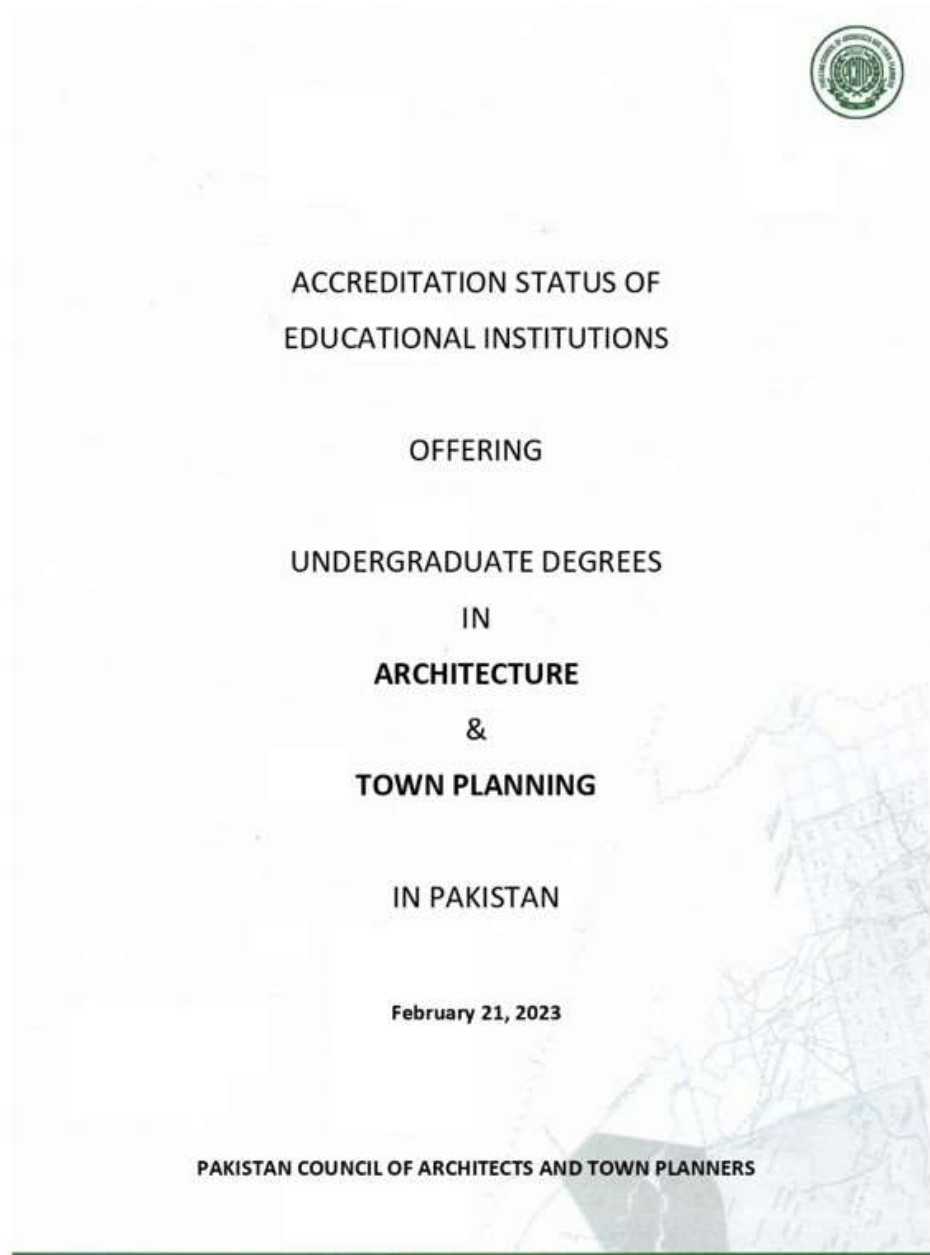 ACCREDITATION STATUS OF
EDUCATIONAL INSTITUTIONS
OFFERING
UNDERGRADUATE DEGREES
IN
ARCHITECTURE
&
TOWN PLANNING
IN PAKISTAN
February 21, 2023
PAKISTAN COUNCIL OF ARCHITECTS AND TOWN PLANNERS